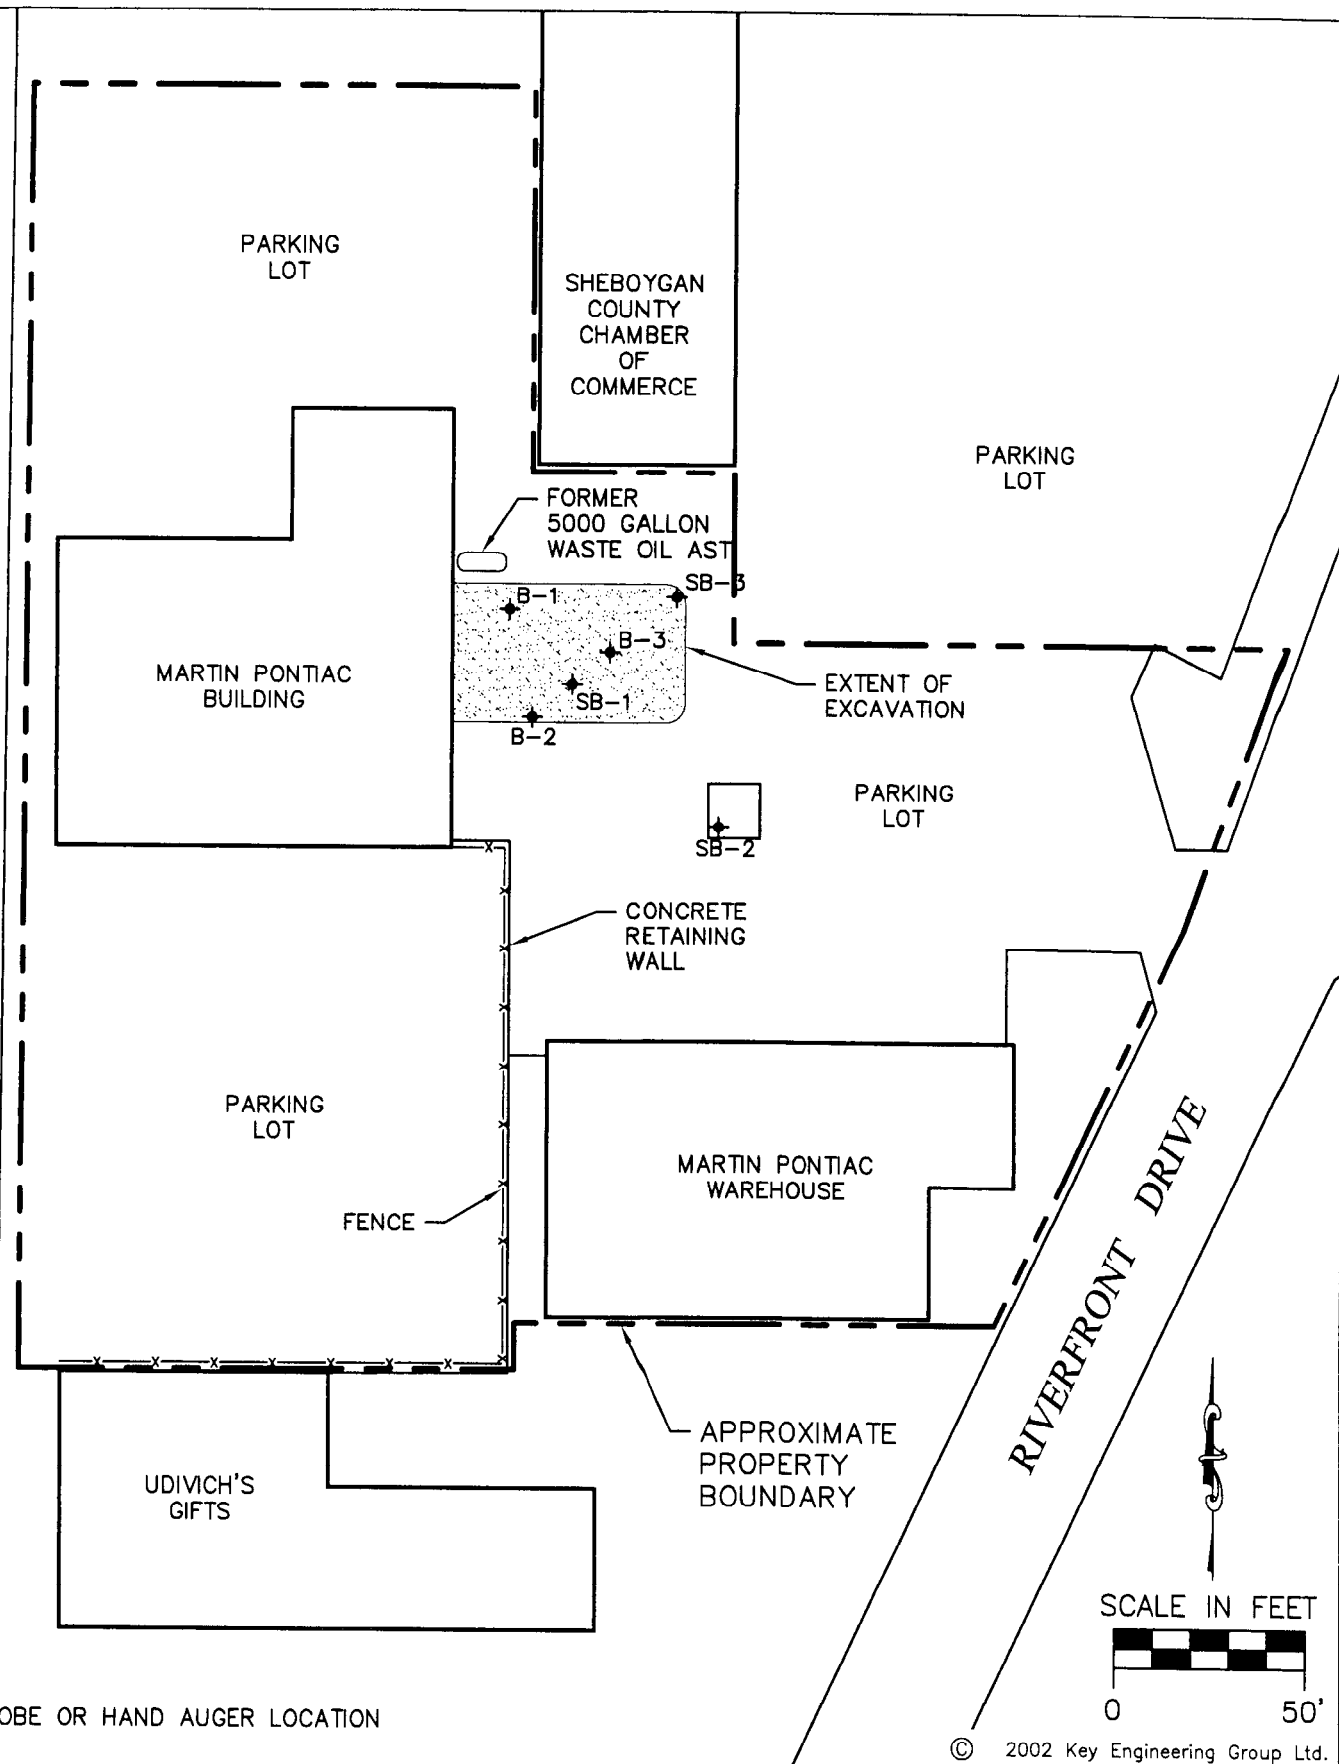 PARKING
LOT
SHEBOYGAN
COUNTY
CHAMBER
OF
COMMERCE
PARKING
LOT
FORMER
5000 GALLON
WASTE OIL AST
SB-3
B-1
B-3
MARTIN PONTIAC
BUILDING
SB-1
EXTENT OF
EXCAVATION
B-2
PARKING
LOT
SB-2
CONCRETE
RETAINING
WALL
PARKING
LOT
MARTIN PONTIAC
WAREHOUSE
FENCE
RIVERFRONT DRIVE
APPROXIMATE
PROPERTY
BOUNDARY
UDIVICH'S
GIFTS
SCALE IN FEET
0 50'
OBE OR HAND AUGER LOCATION
© 2002 Key Engineering Group Ltd.